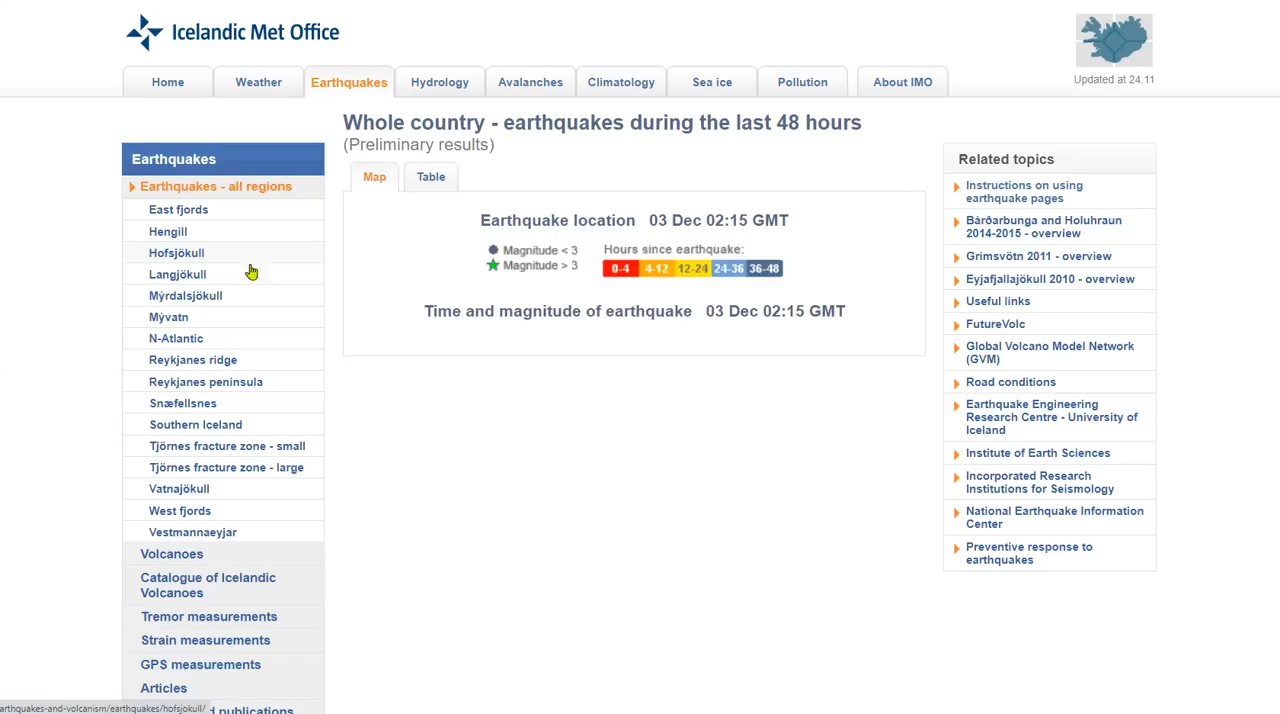 Icelandic Met Office
Updated at 24.11
Home
Weather
Earthquakes
Hydrology
Avalanches
Climatology
Sea ice
Pollution
About IMO
Whole country - earthquakes during the last 48 hours
(Preliminary results)
Map
Table
Earthquake location 03 Dec 02:15 GMT
Magnitude < 3
Magnitude > 3
Hours since earthquake:
0-4 4-12 12-24 24-36 36-48
Time and magnitude of earthquake 03 Dec 02:15 GMT
Earthquakes
Earthquakes - all regions
East fjords
Hengill
Hofsjökull
Langjökull
Mýrdalsjökull
Mývatn
N-Atlantic
Reykjanes ridge
Reykjanes peninsula
Snæfellsnes
Southern Iceland
Tjörnes fracture zone - small
Tjörnes fracture zone - large
Vatnajökull
West fjords
Vestmannaeyjar
Volcanoes
Catalogue of Icelandic
Volcanoes
Tremor measurements
Strain measurements
GPS measurements
Articles
publications
arthquakes-and-volcanism/earthquakes/hofsjokull/
Related topics
Instructions on using
earthquake pages
Bárðarbunga and Holuhraun
2014-2015 - overview
Grimsvötn 2011 - overview
Eyjafjallajökull 2010 - overview
Useful links
FutureVolc
Global Volcano Model Network
(GVM)
Road conditions
Earthquake Engineering
Research Centre - University of
Iceland
Institute of Earth Sciences
Incorporated Research
Institutions for Seismology
National Earthquake Information
Center
Preventive response to
earthquakes